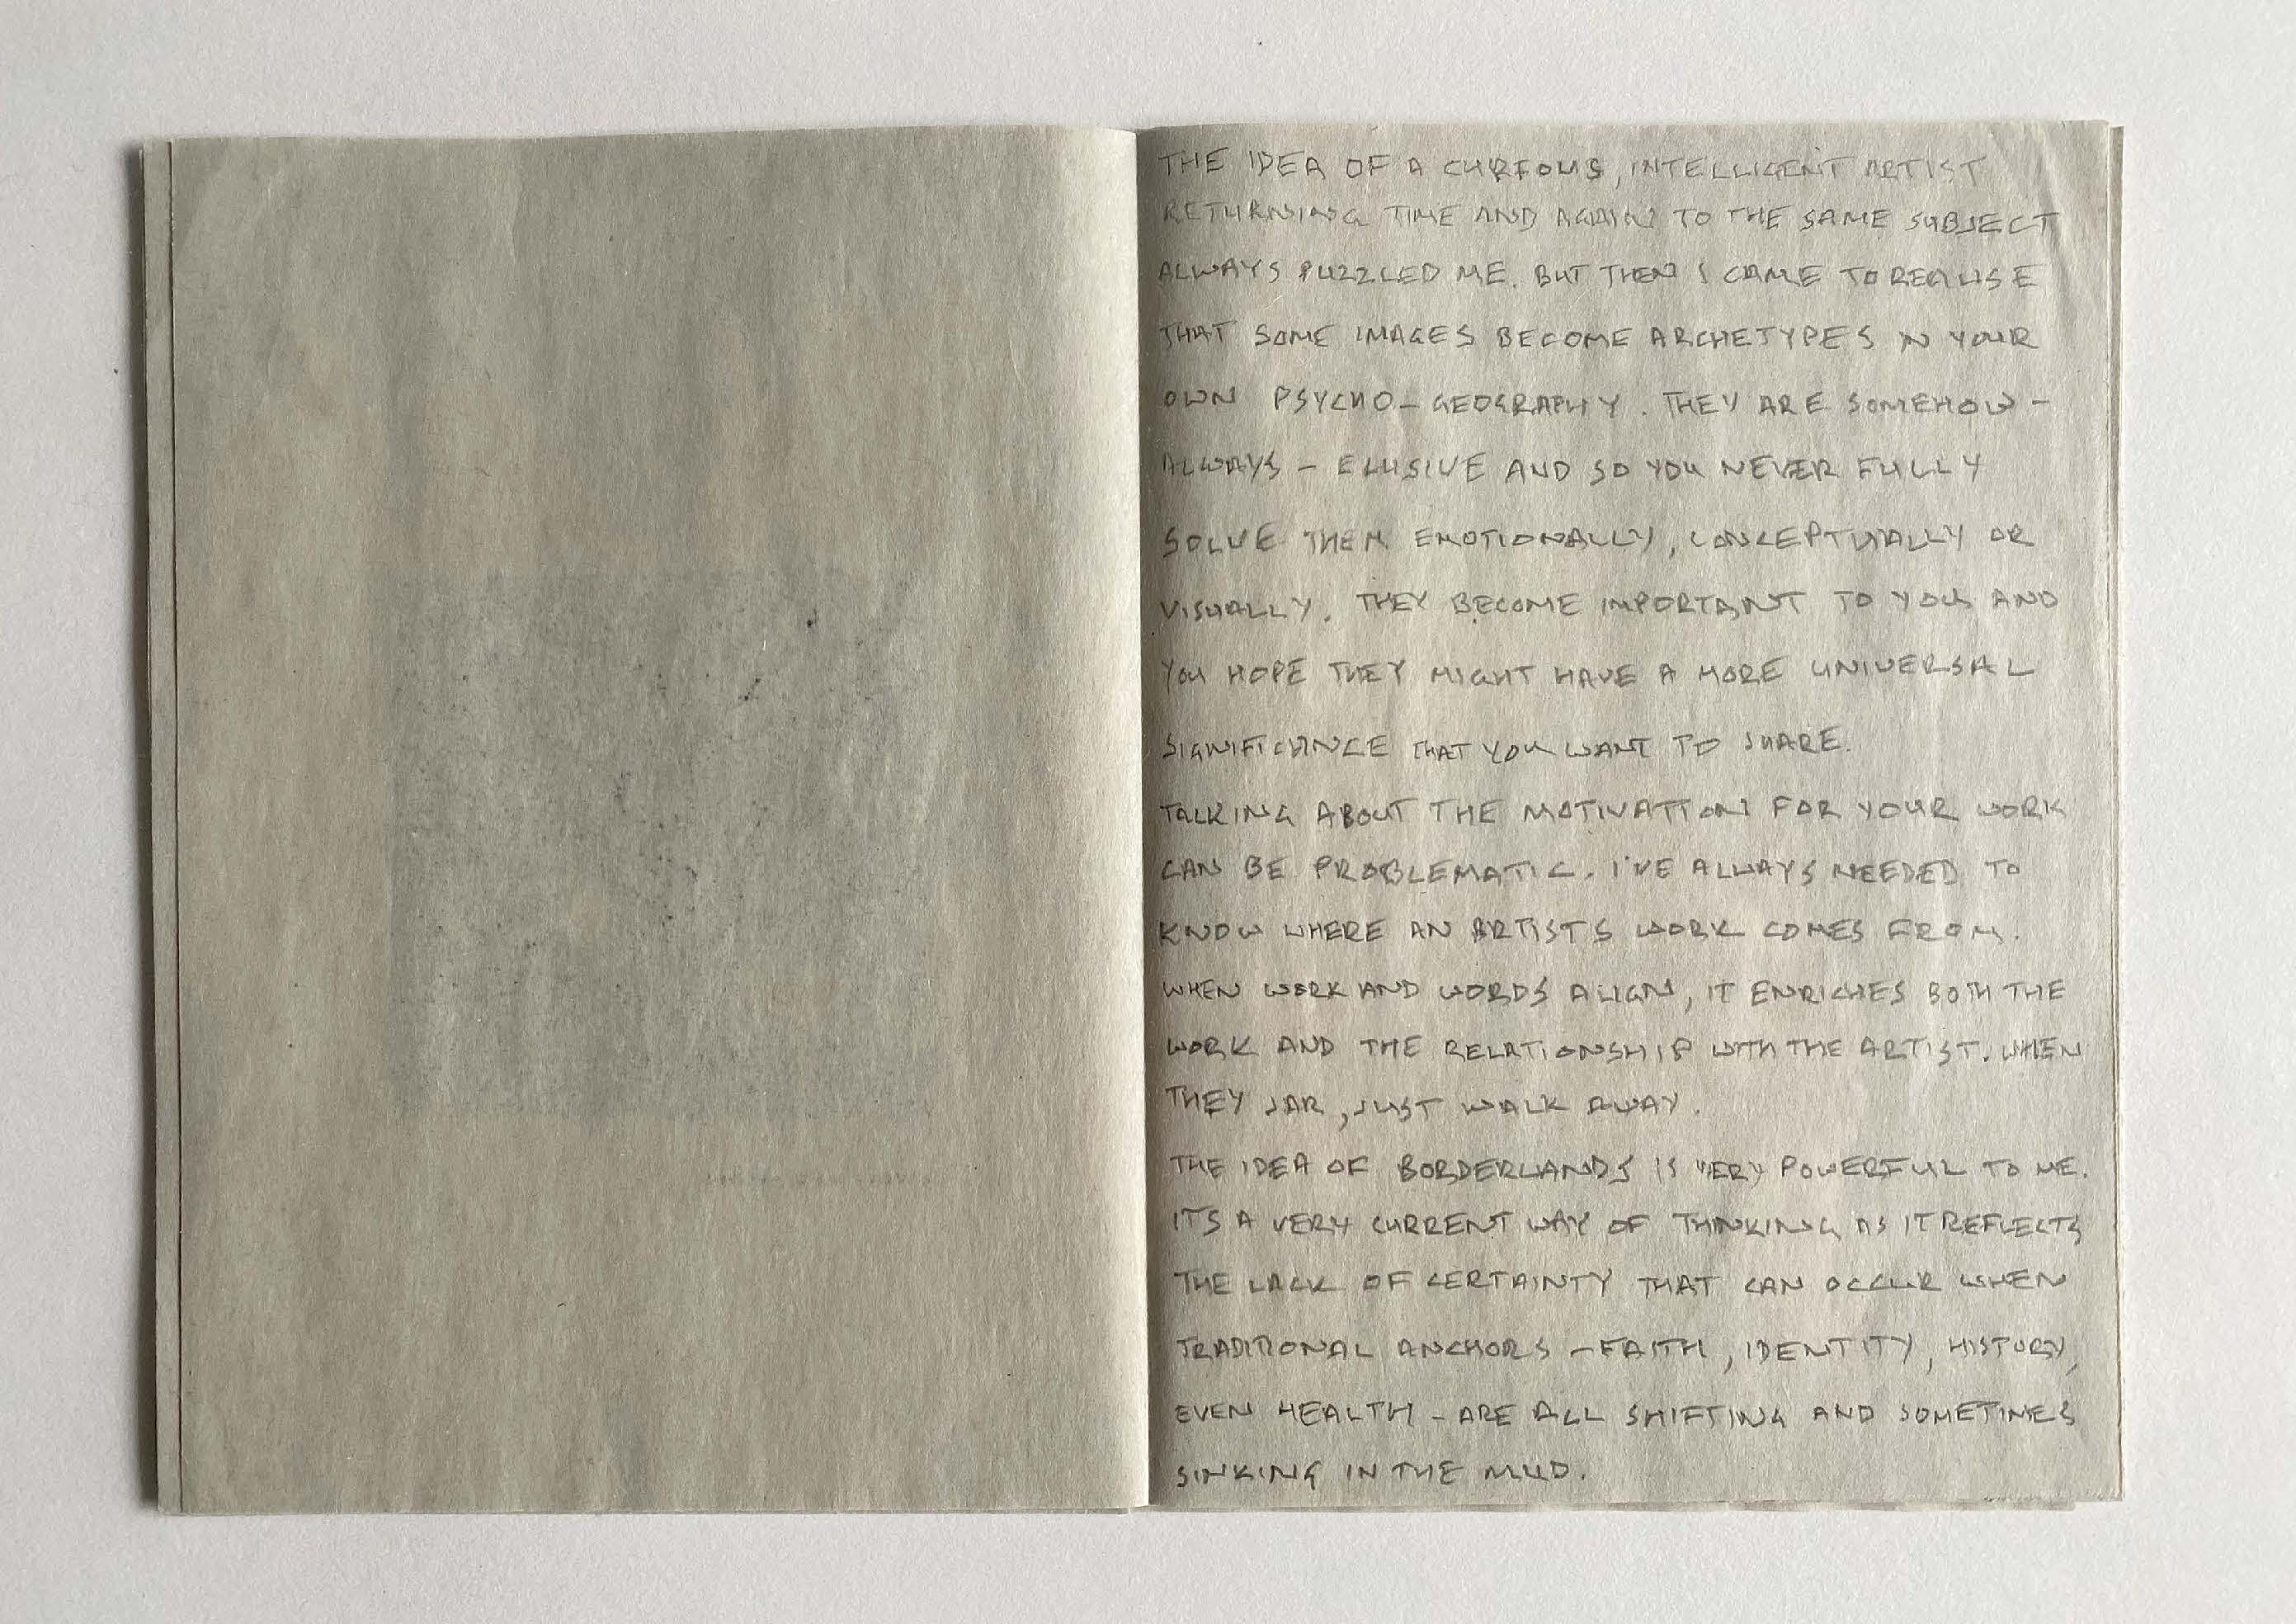 THE IDEA OF A CURIOUS, INTELLIGENT ARTIST
RETURNING TIME AND AGAIN TO THE SAME SUBJECT
ALWAYS PUZZLED ME. BUT THEN I CAME TO REALISE
THAT SOME IMAGES BECOME ARCHETYPES IN YOUR
OWN PSYCHO-GEOGRAPHY. THEY ARE SOMEHOW -
ALWAYS - ELUSIVE AND SO YOU NEVER FULLY
SOLVE THEM EMOTIONALLY, CONCEPTUALLY OR
VISUALLY. THEY BECOME IMPORTANT TO YOU AND
YOU HOPE THEY MIGHT HAVE A MORE UNIVERSAL
SIGNIFICANCE THAT YOU WANT TO SHARE.
TALKING ABOUT THE MOTIVATION FOR YOUR WORK
CAN BE PROBLEMATIC. I'VE ALWAYS NEEDED TO
KNOW WHERE AN ARTISTS WORK COMES FROM.
WHEN WORK AND WORDS ALIGN, IT ENRICHES BOTH THE
WORK AND THE RELATIONSHIP WITH THE ARTIST. WHEN
THEY JAR, JUST WALK AWAY.
THE IDEA OF BORDERLANDS IS VERY POWERFUL TO ME.
ITS A VERY CURRENT WAY OF THINKING AS IT REFLECTS
THE LACK OF CERTAINTY THAT CAN OCCUR WHEN
TRADITIONAL ANCHORS - FAITH, IDENTITY, HISTORY,
EVEN HEALTH - ARE ALL SHIFTING AND SOMETIMES
SINKING IN THE MUD.